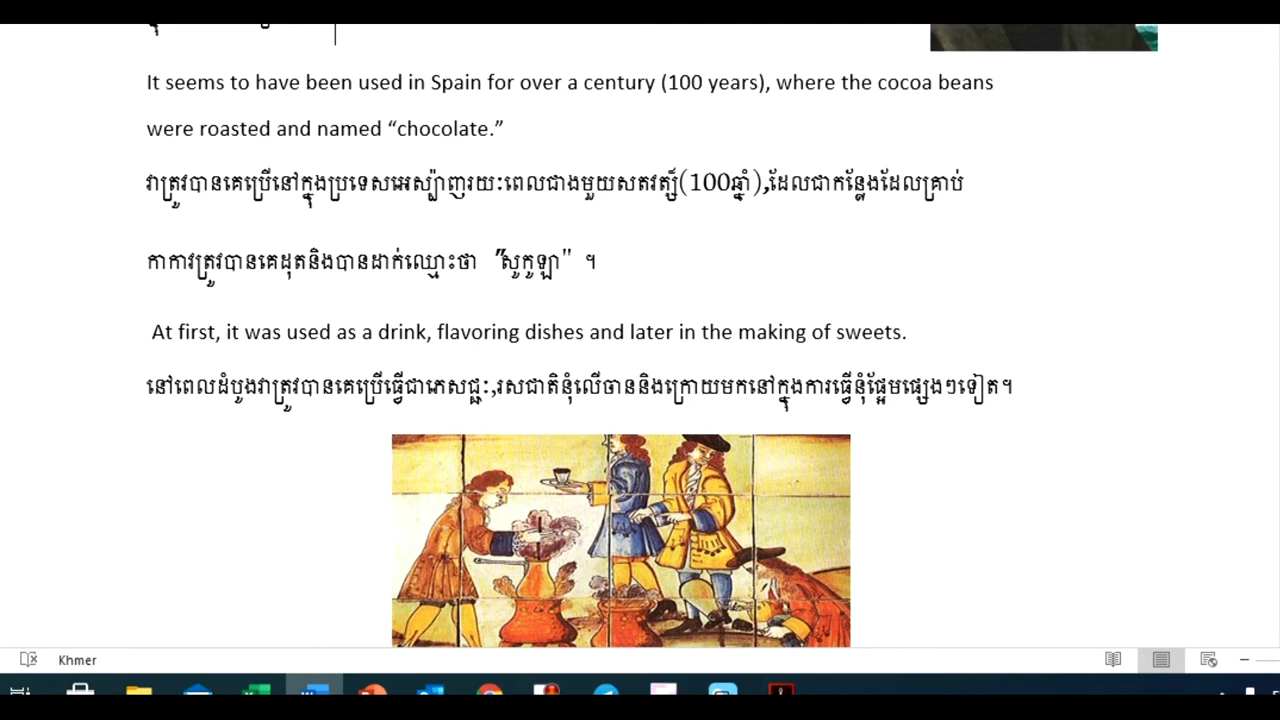 It seems to have been used in Spain for over a century (100 years), where the cocoa beans
were roasted and named “chocolate.”
វាត្រូវបានគេប្រើនៅក្នុងប្រទេសអេស្ប៉ាញរយៈពេលជាងមួយសតវត្ស៏(100ឆ្នាំ),ដែលជាកន្លែងដែលគ្រាប់
កាកាវត្រូវបានគេដុតនិងបានដាក់ឈ្មោះថា "សូកូឡា" ។
At first, it was used as a drink, flavoring dishes and later in the making of sweets.
នៅពេលដំបូងវាត្រូវបានគេប្រើធ្វើជាភេសជ្ជៈ,រសជាតិនុំលើចាននិងក្រោយមកនៅក្នុងការធ្វើនុំផ្អែមផ្សេងៗទៀត។
Khmer